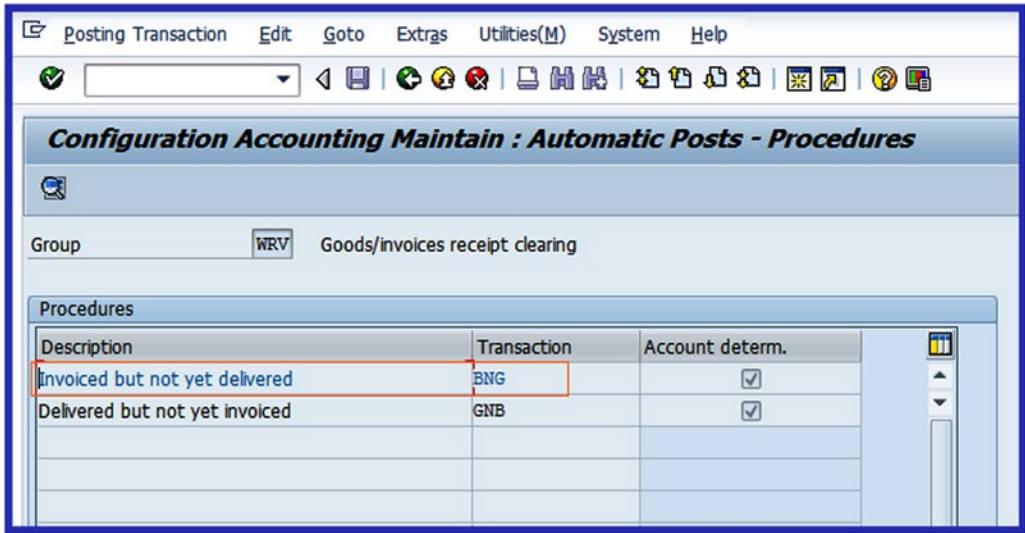 Posting Transaction Edit Goto Extras Utilities(M) System Help
Configuration Accounting Maintain : Automatic Posts - Procedures
Group WRV Goods/invoices receipt clearing
Procedures
Description Transaction Account determ.
Invoiced but not yet delivered BNG
Delivered but not yet invoiced GNB